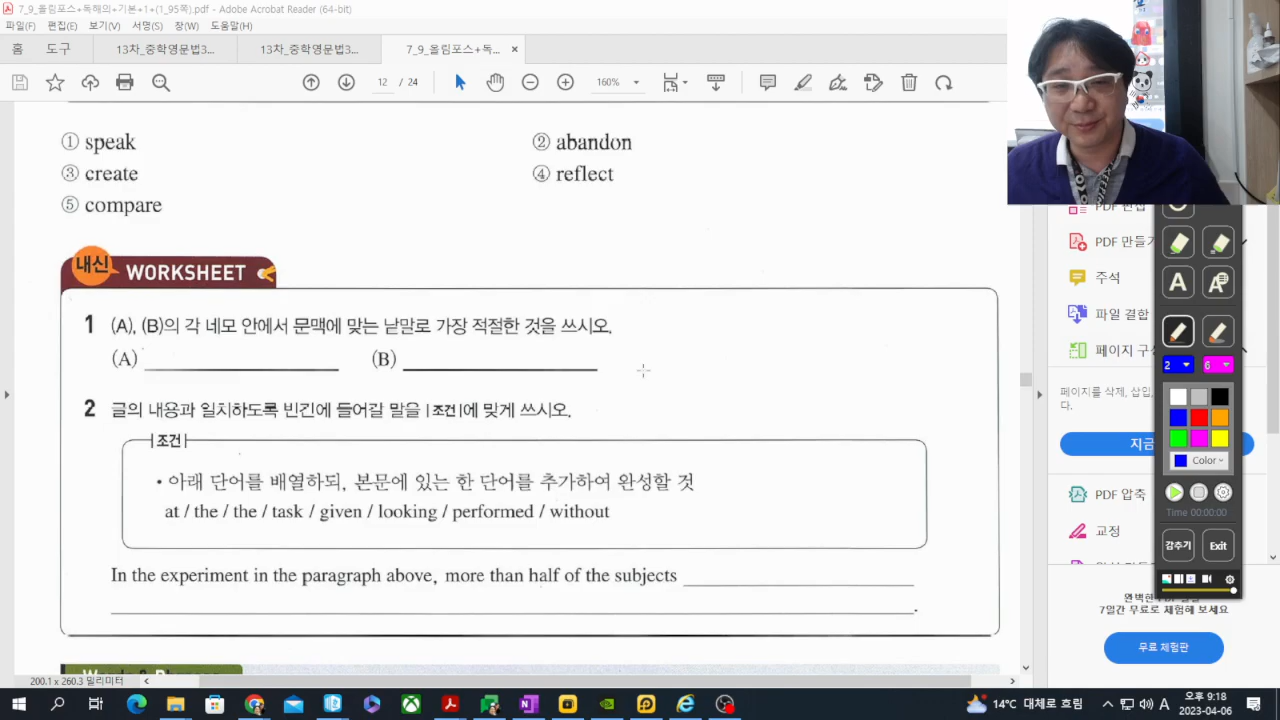 7_9_올림포스+독해의+기본+1+(1_95쪽).pdf - Adobe Acrobat Reader (64-bit)
파일(F) 편집(E) 보기(V) 서명(S) 창(W) 도움말(H)
홈 도구 13차_중학영문법3... 13차_중학영문법3... 7_9_올림포스+독... ×
12 / 24 160%
① speak ② abandon
③ create ④ reflect
⑤ compare
내신 WORKSHEET
1 (A), (B)의 각 네모 안에서 문맥에 맞는 낱말로 가장 적절한 것을 쓰시오.
(A) (B)
2 글의 내용과 일치하도록 빈칸에 들어갈 말을 |조건|에 맞게 쓰시오.
|조건|
• 아래 단어를 배열하되, 본문에 있는 한 단어를 추가하여 완성할 것
at / the / the / task / given / looking / performed / without
In the experiment in the paragraph above, more than half of the subjects
.
200.1 x 260.3 밀리미터
PDF 편집
PDF 만들기
주석
파일 결합
페이지 구성
페이지를 삭제, 삽입,
다.
지금
PDF 압축
교정
7일간 무료로 체험해 보세요
무료 체험판
A A
2 6
Color
Time 00:00:00
감추기 Exit
14°C 대체로 흐림
A
오후 9:18
2023-04-06